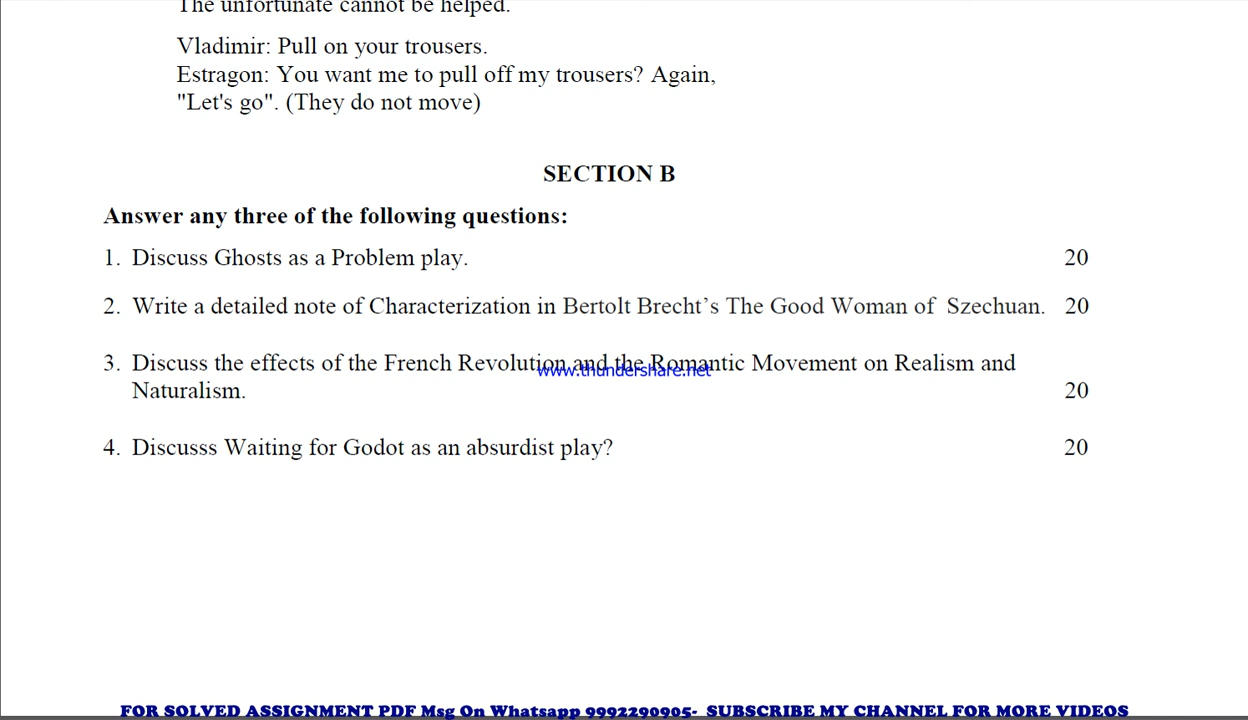 The unfortunate cannot be helped.
Vladimir: Pull on your trousers.
Estragon: You want me to pull off my trousers? Again,
"Let's go". (They do not move)
SECTION B
Answer any three of the following questions:
1. Discuss Ghosts as a Problem play. 20
2. Write a detailed note of Characterization in Bertolt Brecht’s The Good Woman of Szechuan. 20
3. Discuss the effects of the French Revolution and the Romantic Movement on Realism and
www.thundershare.net
Naturalism. 20
4. Discusss Waiting for Godot as an absurdist play? 20
FOR SOLVED ASSIGNMENT PDF Msg On Whatsapp 9992290905- SUBSCRIBE MY CHANNEL FOR MORE VIDEOS